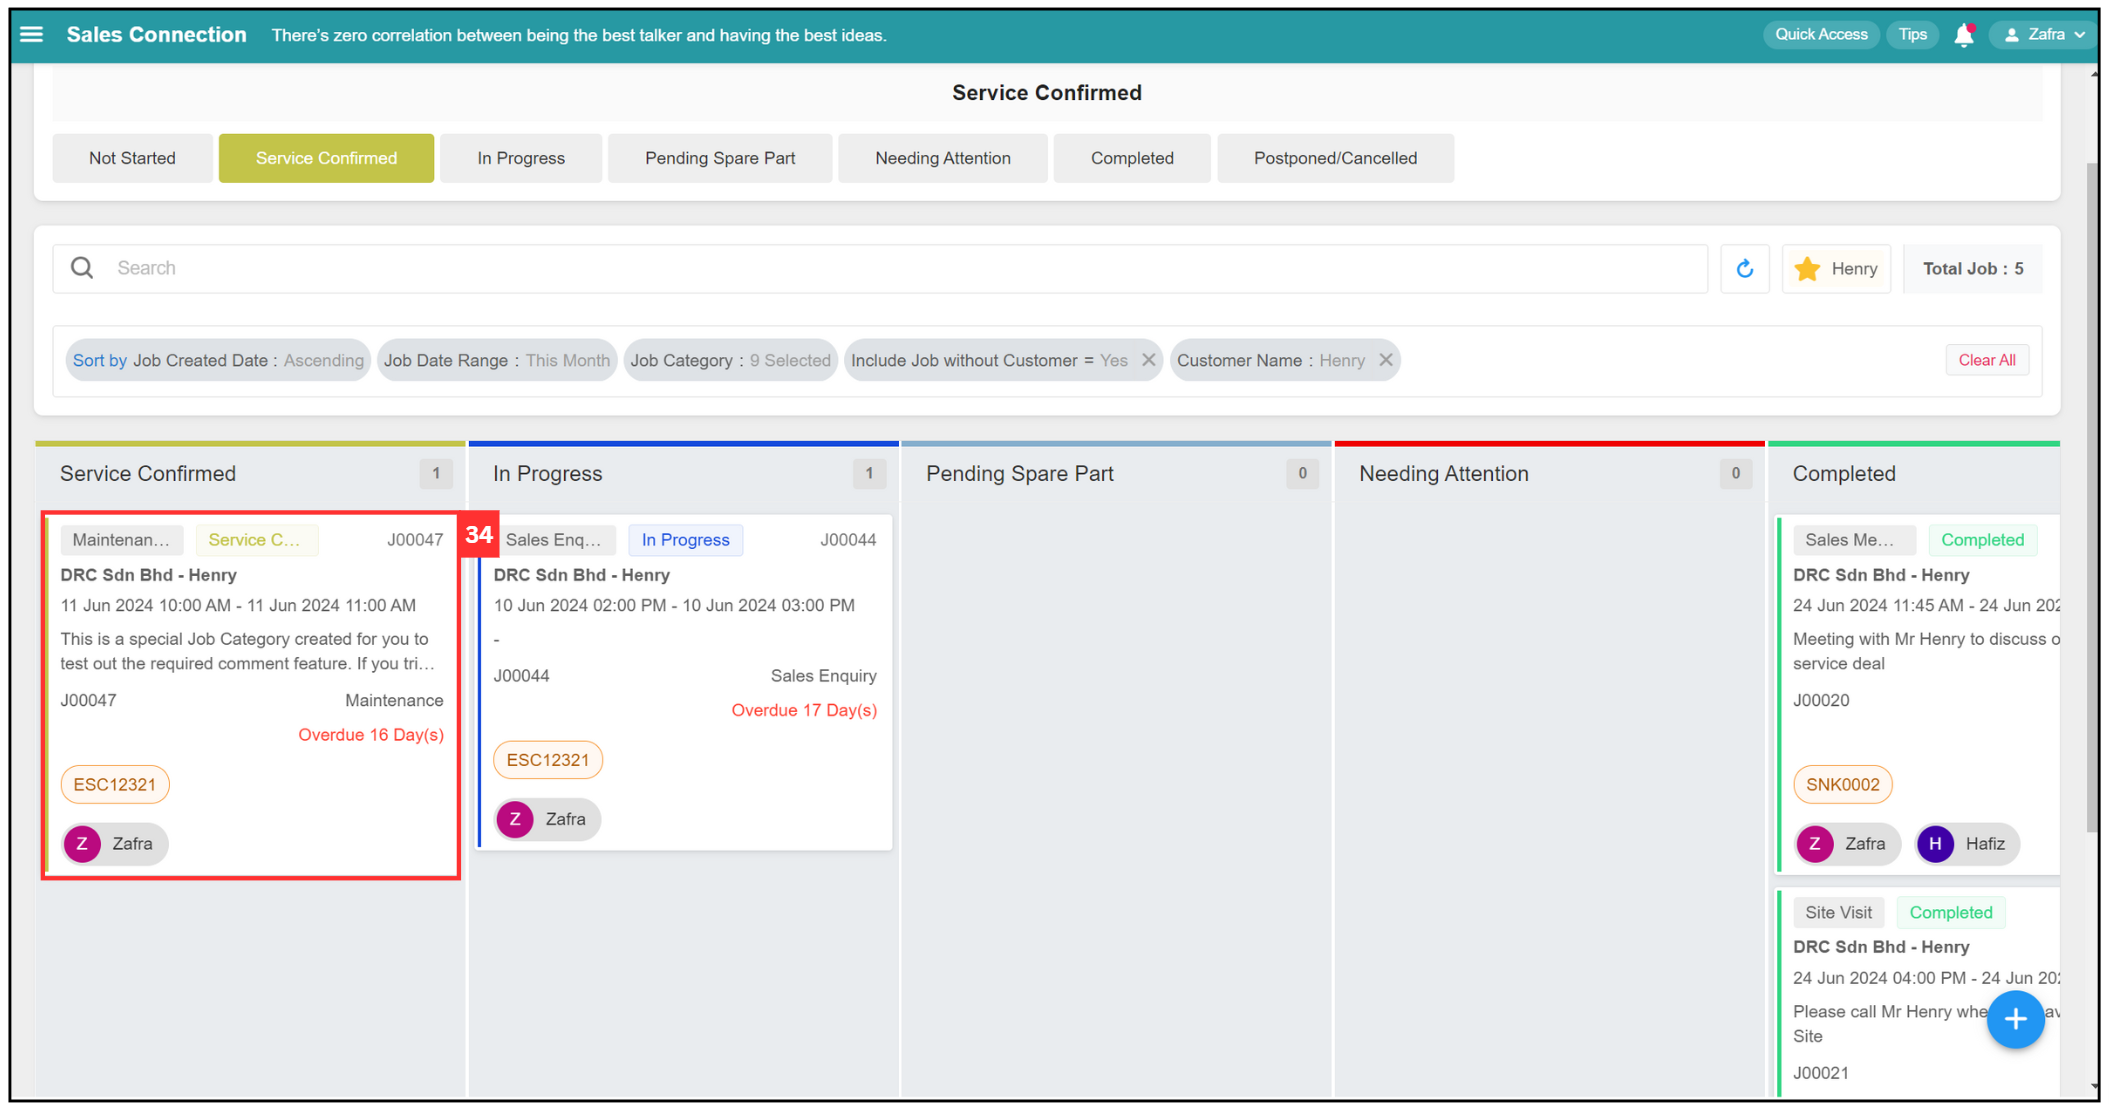 Sales Connection There's zero correlation between being the best talker and having the best ideas. Quick Access Tips Zafra
Service Confirmed
Not Started Service Confirmed In Progress Pending Spare Part Needing Attention Completed Postponed/Cancelled
Search Henry Total Job : 5
Sort by Job Created Date : Ascending Job Date Range : This Month Job Category : 9 Selected Include Job without Customer = Yes Customer Name : Henry Clear All
Service Confirmed 1
Maintenan... Service C... J00047
DRC Sdn Bhd - Henry
11 Jun 2024 10:00 AM - 11 Jun 2024 11:00 AM
This is a special Job Category created for you to
test out the required comment feature. If you tri...
J00047 Maintenance
Overdue 16 Day(s)
ESC12321
Z Zafra
34
In Progress 1
Sales Enq... In Progress J00044
DRC Sdn Bhd - Henry
10 Jun 2024 02:00 PM - 10 Jun 2024 03:00 PM
-
J00044 Sales Enquiry
Overdue 17 Day(s)
ESC12321
Z Zafra
Pending Spare Part 0
Needing Attention 0
Completed
Sales Me... Completed
DRC Sdn Bhd - Henry
24 Jun 2024 11:45 AM - 24 Jun 202
Meeting with Mr Henry to discuss o
service deal
J00020
SNK0002
Z Zafra H Hafiz
Site Visit Completed
DRC Sdn Bhd - Henry
24 Jun 2024 04:00 PM - 24 Jun 202
Please call Mr Henry whe av
Site
J00021